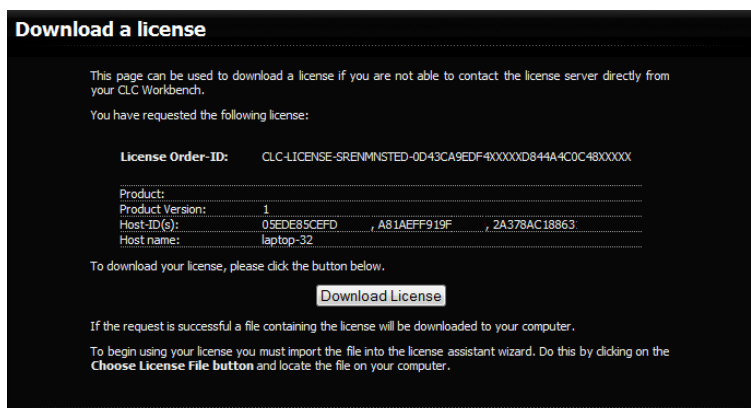 Download a license
This page can be used to download a license if you are not able to contact the license server directly from
your CLC Workbench.
You have requested the following license:
License Order-ID: CLC-LICENSE-SRENMNSTED-0D43CA9EDF4XXXXXD844A4C0C48XXXXX
Product:
Product Version: 1
Host-ID(s): 05EDE85CEFD , A81AEFF919F , 2A378AC18863
Host name: laptop-32
To download your license, please click the button below.
Download License
If the request is successful a file containing the license will be downloaded to your computer.
To begin using your license you must import the file into the license assistant wizard. Do this by clicking on the
Choose License File button and locate the file on your computer.